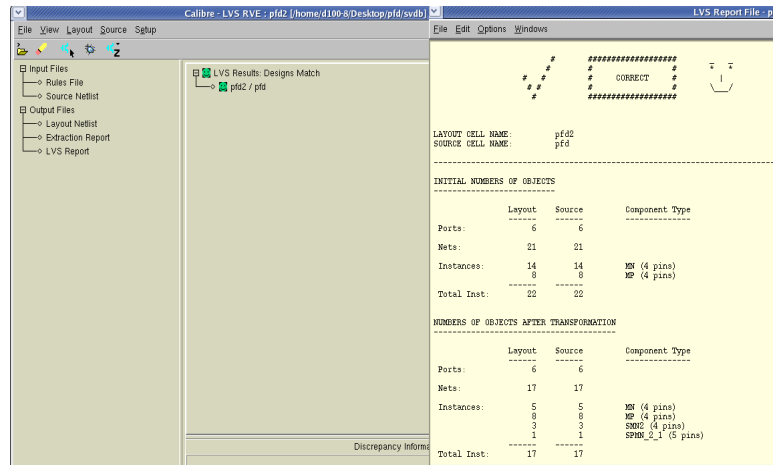 Calibre - LVS RVE : pfd2 [/home/d100-8/Desktop/pfd/svdb]
File View Layout Source Setup
Input Files
Rules File
Source Netlist
Output Files
Layout Netlist
Extraction Report
LVS Report
LVS Results: Designs Match
pfd2 / pfd
Discrepancy Informa
LVS Report File - p
File Edit Options Windows
# ################### _ _
# # # * *
# # # CORRECT # |
# # # # \___/
# ###################
LAYOUT CELL NAME: pfd2
SOURCE CELL NAME: pfd
INITIAL NUMBERS OF OBJECTS
Layout Source Component Type
Ports: 6 6
Nets: 21 21
Instances: 14 14 MN (4 pins)
8 8 MP (4 pins)
Total Inst: 22 22
NUMBERS OF OBJECTS AFTER TRANSFORMATION
Layout Source Component Type
Ports: 6 6
Nets: 17 17
Instances: 5 5 MN (4 pins)
8 8 MP (4 pins)
3 3 SMN2 (4 pins)
1 1 SPMN_2_1 (5 pins)
Total Inst: 17 17